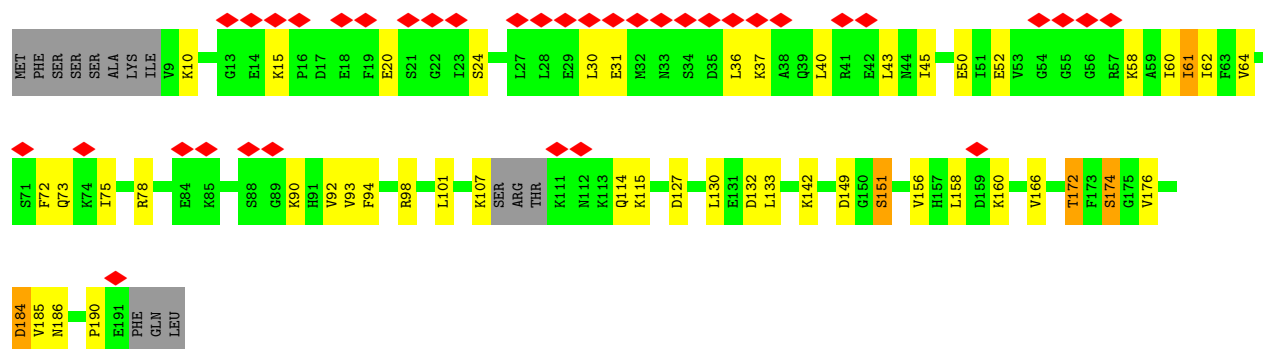 MET PHE SER SER SER ALA LYS ILE V9 K10 G13 E14 K15 P16 D17 E18 F19 E20 S21 G22 I23 S24 L27 L28 E29 L30 E31 M32 N33 S34 D35 L36 K37 A38 Q39 L40 R41 E42 L43 N44 I45 E50 I51 E52 V53 G54 G55 G56 R57 K58 A59 I60 I61 I62 F63 V64
S71 F72 Q73 K74 I75 R78 E84 K85 S88 G89 K90 H91 V92 V93 F94 R98 L101 K107 SER ARG THR K111 N112 K113 Q114 K115 D127 L130 E131 D132 L133 K142 D149 G150 S151 V156 H157 L158 D159 K160 V166 T172 F173 S174 G175 V176
D184 V185 N186 P190 E191 PHE GLN LEU